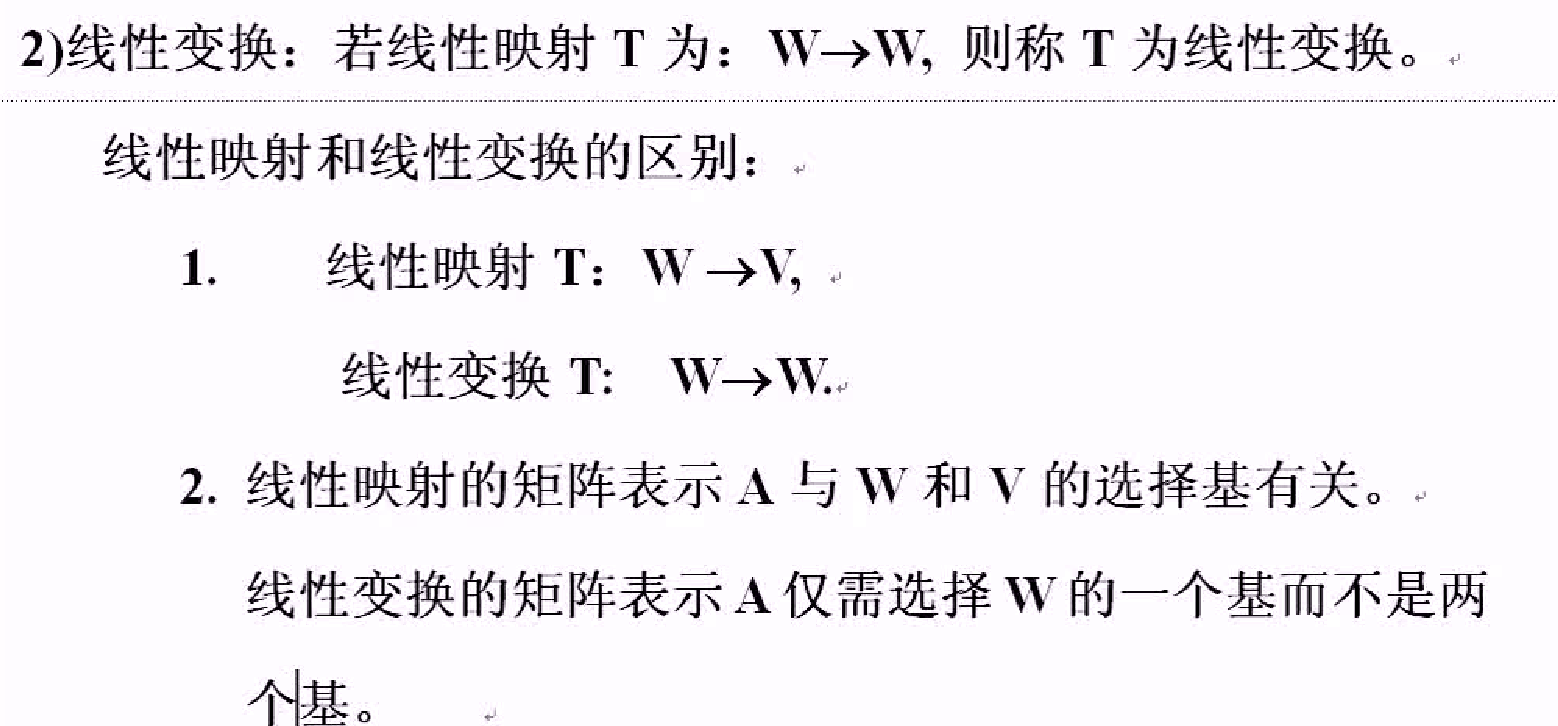 2)线性变换：若线性映射 T 为：W→W, 则称 T 为线性变换。
线性映射和线性变换的区别：
1. 线性映射 T：W →V,
线性变换 T: W→W.
2. 线性映射的矩阵表示 A 与 W 和 V 的选择基有关。
线性变换的矩阵表示 A 仅需选择 W 的一个基而不是两
个基。